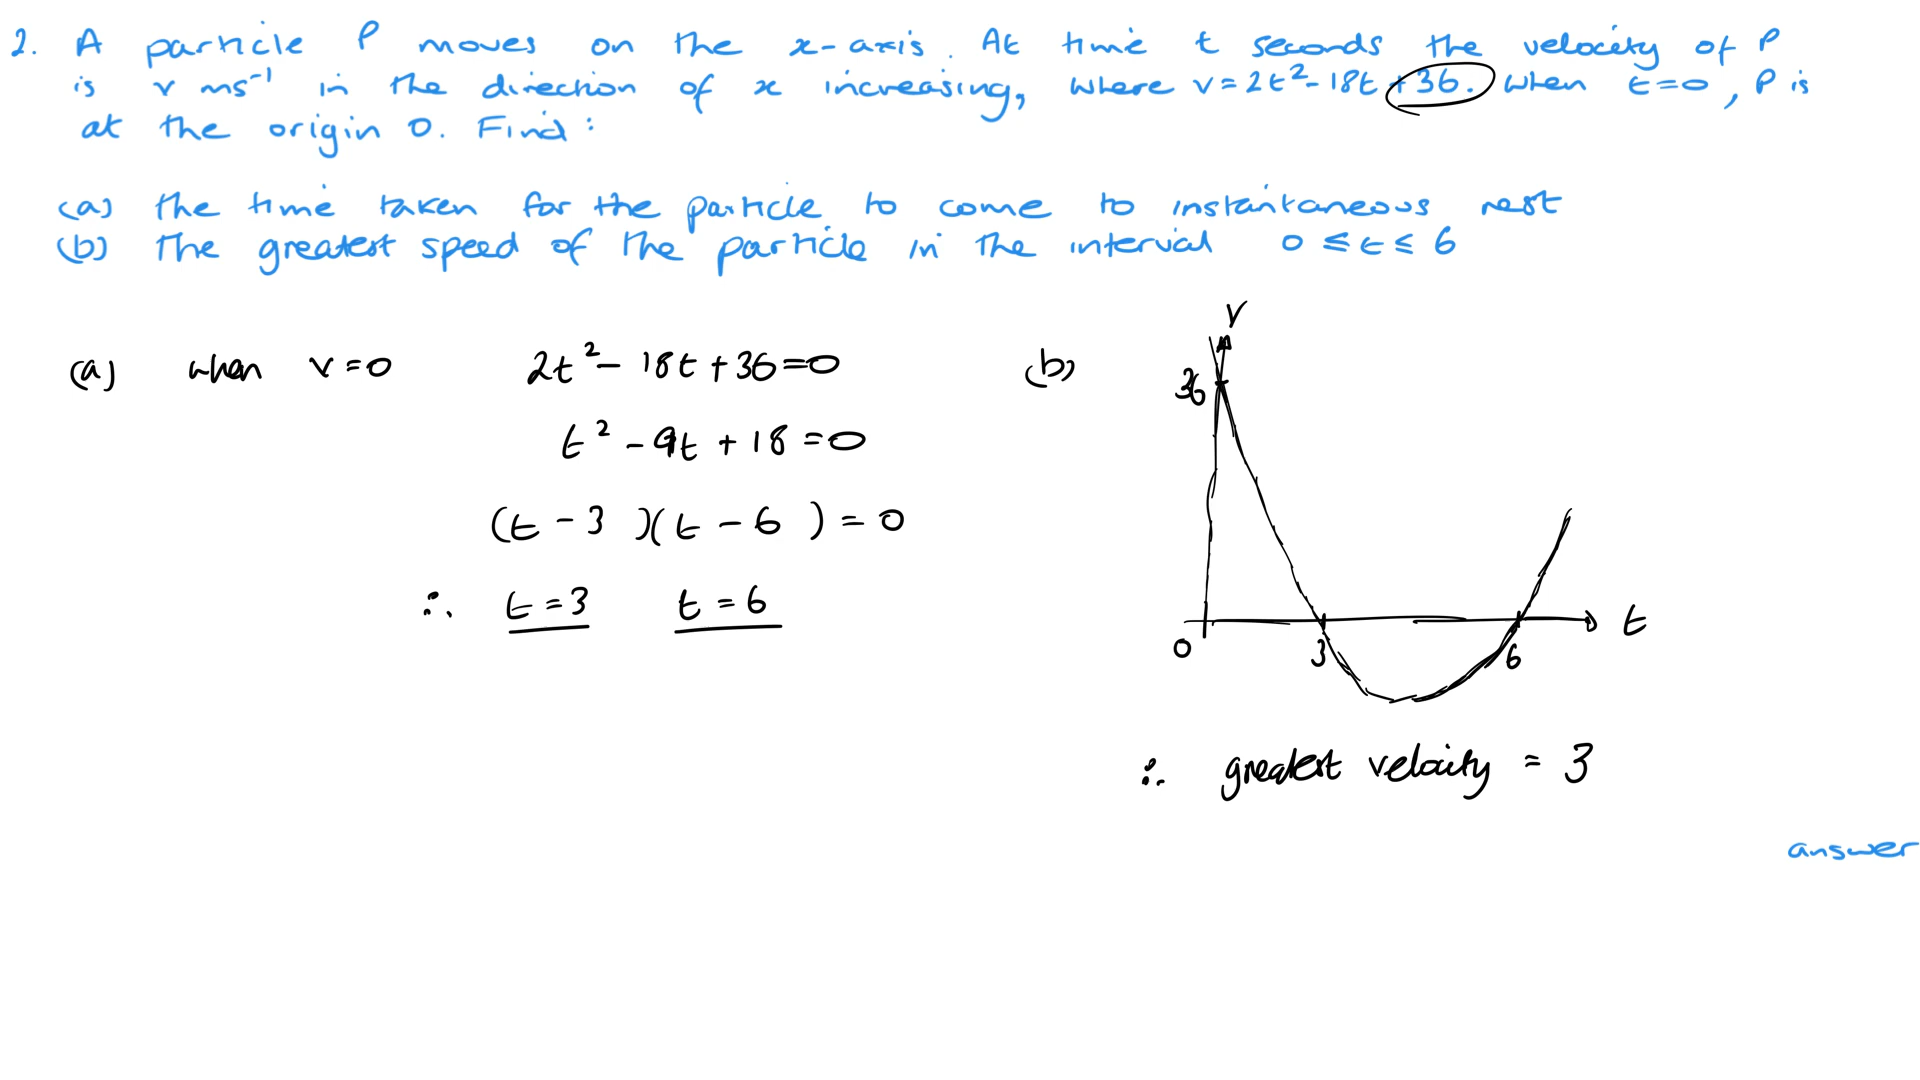 2. A particle P moves on the x-axis. At time t seconds the velocity of P
is v ms⁻¹ in the direction of x increasing, where v = 2t² - 18t + 36. When t=0, P is
at the origin O. Find:
(a) the time taken for the particle to come to instantaneous rest
(b) the greatest speed of the particle in the interval 0 ≤ t ≤ 6
(a) when v=0 2t² - 18t + 36 = 0
t² - 9t + 18 = 0
(t - 3 )(t - 6 ) = 0
∴ t = 3 t = 6
(b)
v
36
0 3 6 t
∴ greatest velocity = 3
answer